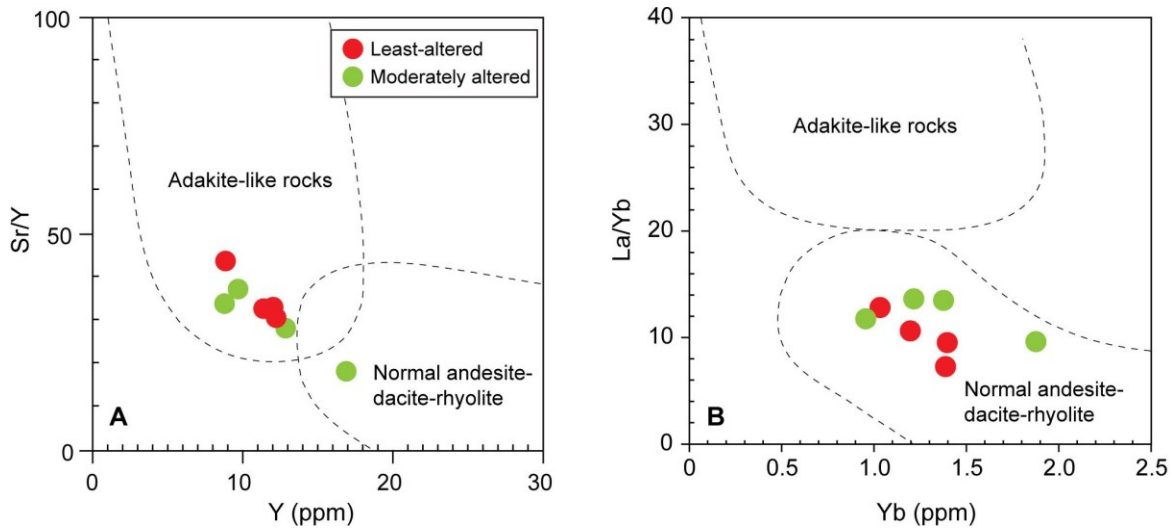 100
50
0
Sr/Y
0
10
20
30
Y (ppm)
Least-altered
Moderately altered
Adakite-like rocks
Normal andesite-
dacite-rhyolite
A
40
30
20
10
0
La/Yb
0
0.5
1.0
1.5
2.0
2.5
Yb (ppm)
Adakite-like rocks
Normal andesite-
dacite-rhyolite
B